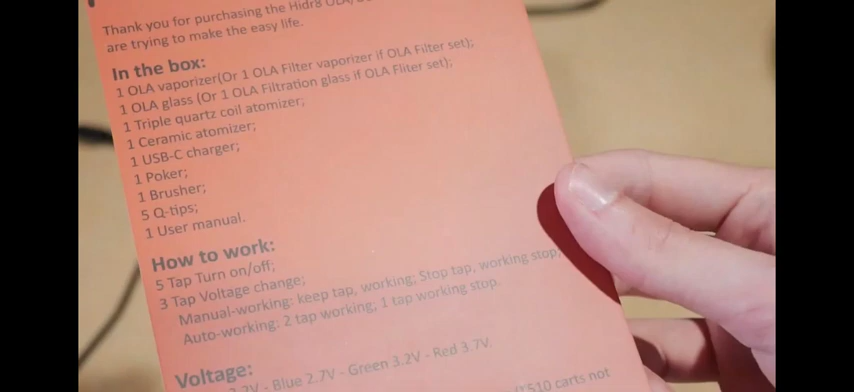 Thank you for purchasing the Hidr8 OLA/
are trying to make the easy life.
In the box:
1 OLA vaporizer(Or 1 OLA Filter vaporizer if OLA Filter set);
1 OLA glass (Or 1 OLA Filtration glass if OLA Fliter set);
1 Triple quartz coil atomizer;
1 Ceramic atomizer;
1 USB-C charger;
1 Poker;
1 Brusher;
5 Q-tips;
1 User manual.
How to work:
5 Tap Turn on/off;
3 Tap Voltage change;
Manual-working: keep tap, working; Stop tap, working stop;
Auto-working: 2 tap working; 1 tap working stop.
Voltage:
2.2V - Blue 2.7V - Green 3.2V - Red 3.7V.
510 carts not